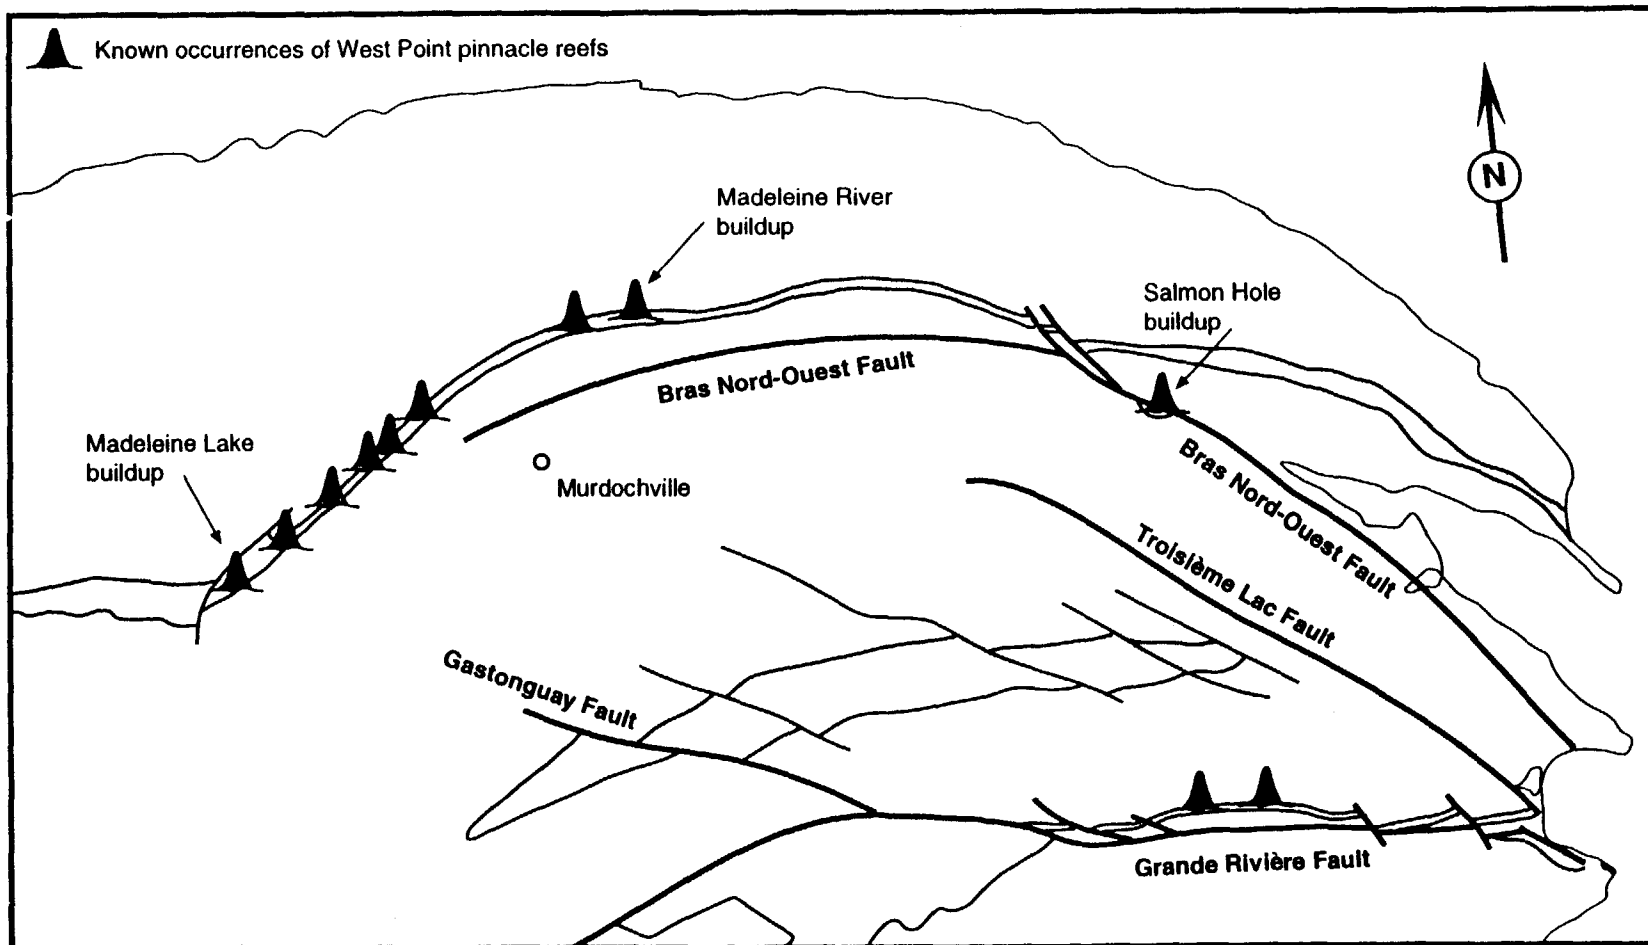 Known occurrences of West Point pinnacle reefs
N
Madeleine River
buildup
Salmon Hole
buildup
Bras Nord-Ouest Fault
Madeleine Lake
buildup
Murdochville
Bras Nord-Ouest Fault
Troisième Lac Fault
Gastonguay Fault
Grande Rivière Fault